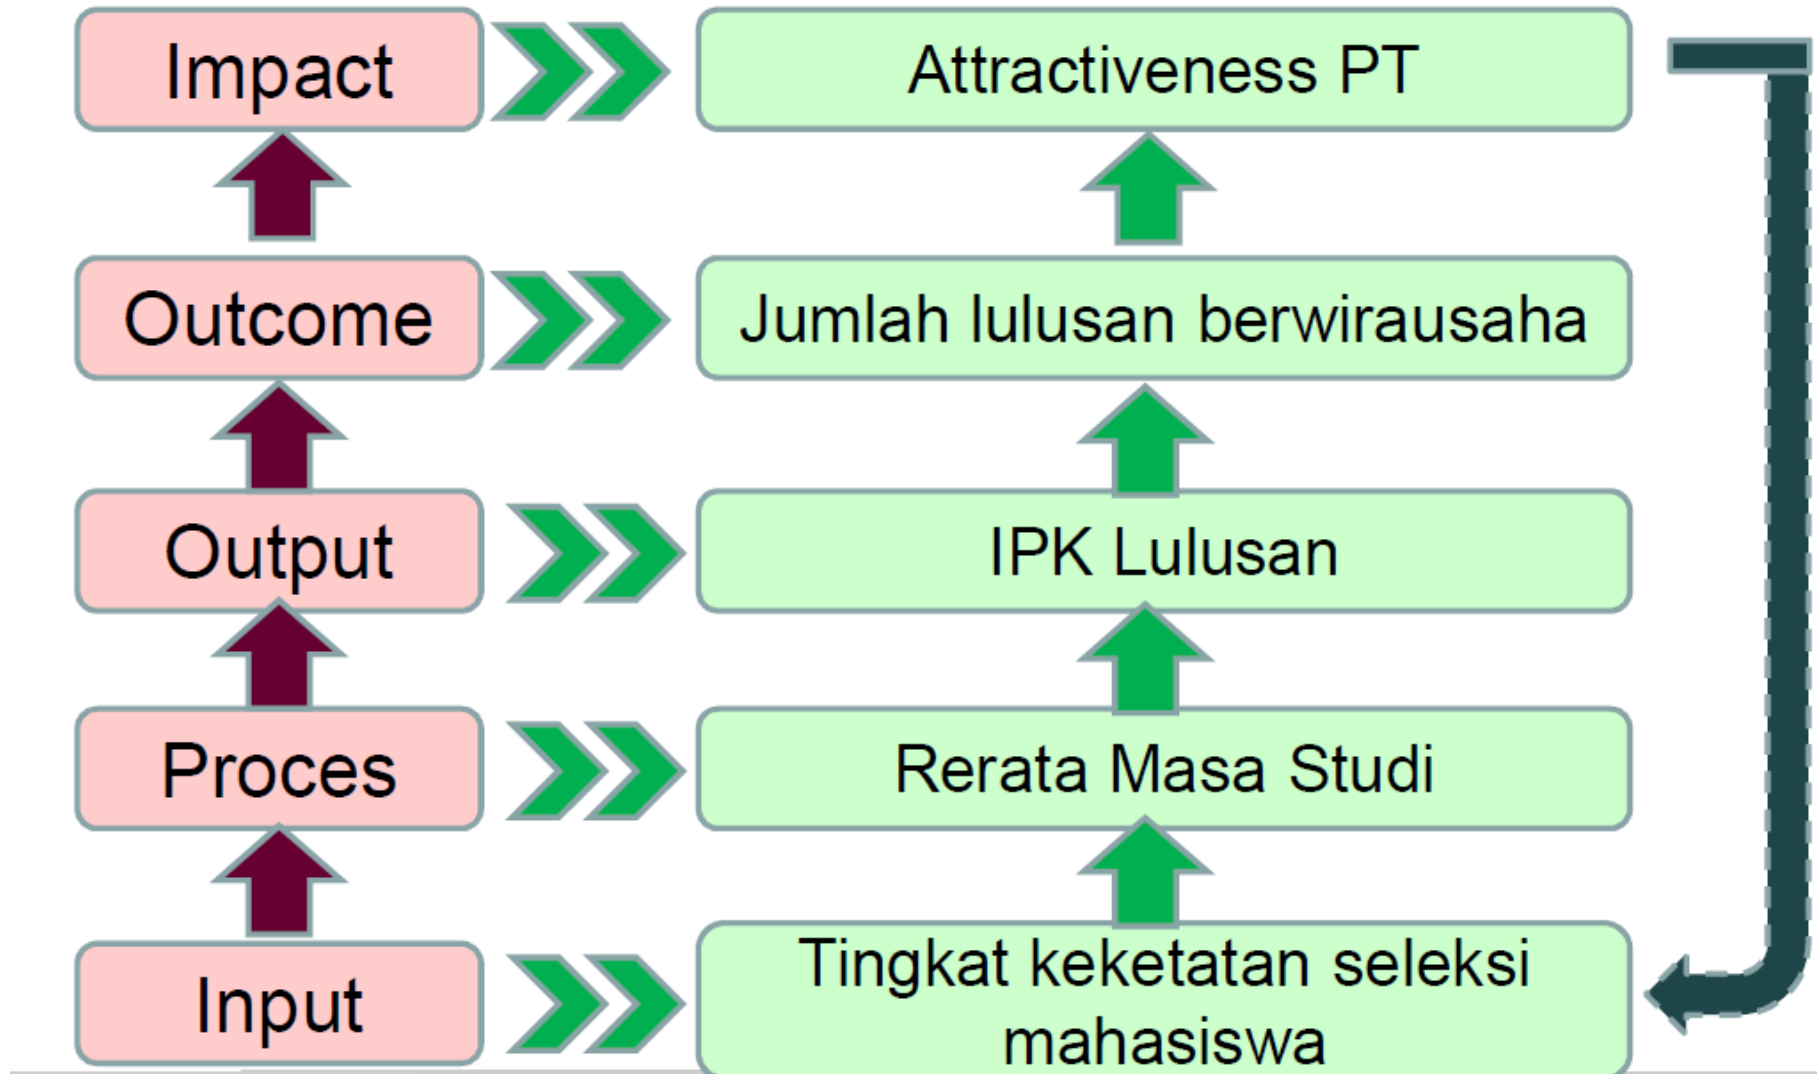 Impact
Attractiveness PT
Outcome
Jumlah lulusan berwirausaha
Output
IPK Lulusan
Proces
Rerata Masa Studi
Input
Tingkat keketatan seleksi
mahasiswa